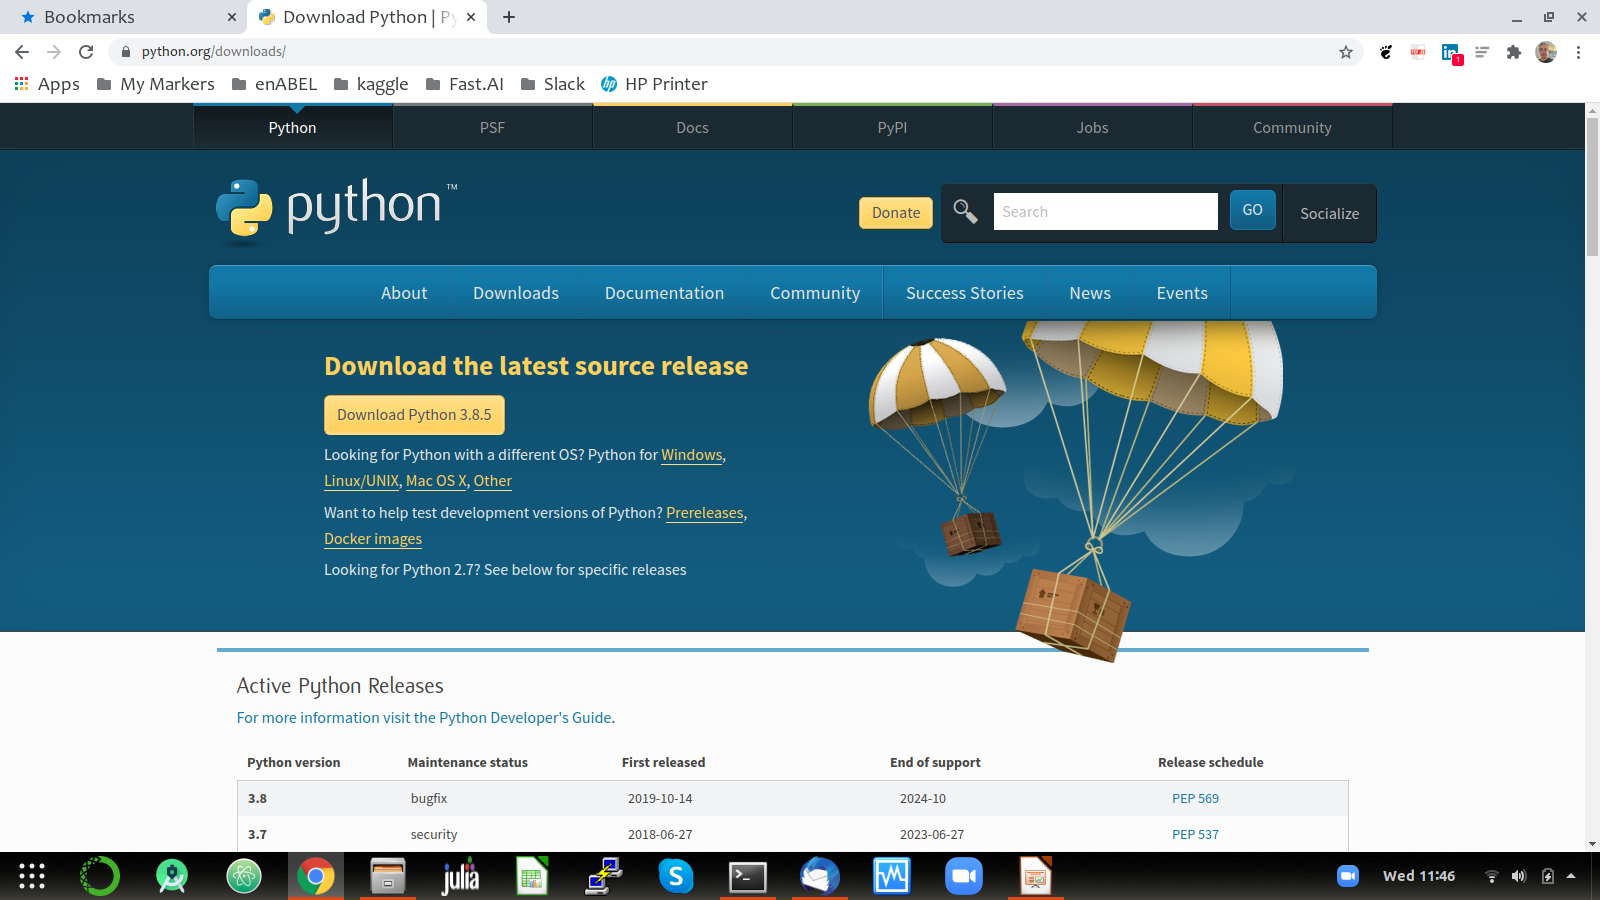 Bookmarks
Download Python | Py
python.org/downloads/
1
Apps My Markers enABEL kaggle Fast.AI Slack HP Printer
Python PSF Docs PyPI Jobs Community
python™
Donate
Search
GO
Socialize
About Downloads Documentation Community Success Stories News Events
Download the latest source release
Download Python 3.8.5
Looking for Python with a different OS? Python for Windows,
Linux/UNIX, Mac OS X, Other
Want to help test development versions of Python? Prereleases,
Docker images
Looking for Python 2.7? See below for specific releases
Active Python Releases
For more information visit the Python Developer's Guide.
Python version Maintenance status First released End of support Release schedule
3.8 bugfix 2019-10-14 2024-10 PEP 569
3.7 security 2018-06-27 2023-06-27 PEP 537
julia
Wed 11:46